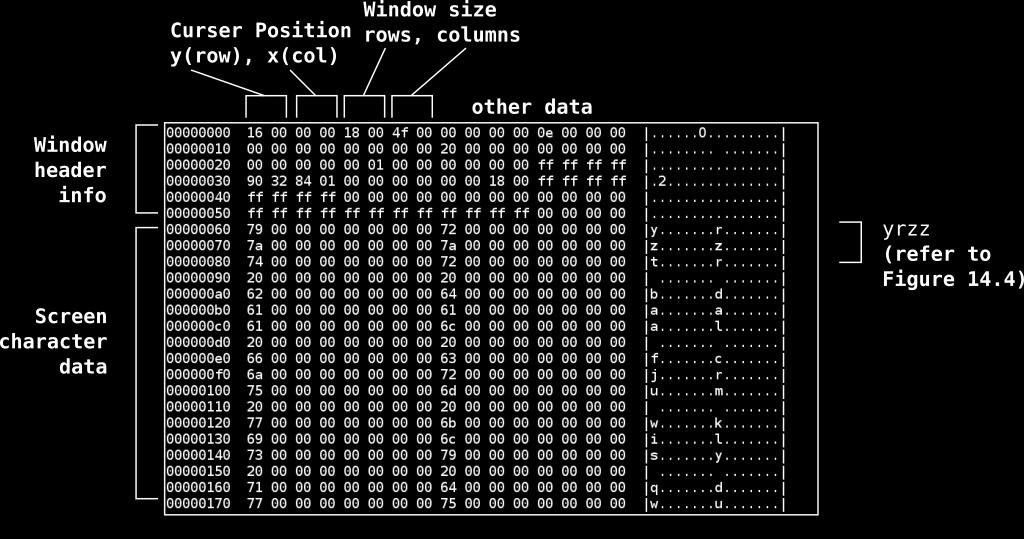 Window size
Curser Position rows, columns
y(row), x(col)
other data
Window
header
info
00000000 16 00 00 00 18 00 4f 00 00 00 00 00 0e 00 00 00 |......O.........|
00000010 00 00 00 00 00 00 00 00 20 00 00 00 00 00 00 00 |........ .......|
00000020 00 00 00 00 00 01 00 00 00 00 00 00 ff ff ff ff |................|
00000030 90 32 84 01 00 00 00 00 00 00 18 00 ff ff ff ff |.2..............|
00000040 ff ff ff ff 00 00 00 00 00 00 00 00 00 00 00 00 |................|
00000050 ff ff ff ff ff ff ff ff ff ff ff ff 00 00 00 00 |................|
00000060 79 00 00 00 00 00 00 00 72 00 00 00 00 00 00 00 |y.......r.......|
00000070 7a 00 00 00 00 00 00 00 7a 00 00 00 00 00 00 00 |z.......z.......|
00000080 74 00 00 00 00 00 00 00 72 00 00 00 00 00 00 00 |t.......r.......|
00000090 20 00 00 00 00 00 00 00 20 00 00 00 00 00 00 00 | ....... .......|
000000a0 62 00 00 00 00 00 00 00 64 00 00 00 00 00 00 00 |b.......d.......|
000000b0 61 00 00 00 00 00 00 00 61 00 00 00 00 00 00 00 |a.......a.......|
000000c0 61 00 00 00 00 00 00 00 6c 00 00 00 00 00 00 00 |a.......l.......|
000000d0 20 00 00 00 00 00 00 00 20 00 00 00 00 00 00 00 | ....... .......|
000000e0 66 00 00 00 00 00 00 00 63 00 00 00 00 00 00 00 |f.......c.......|
000000f0 6a 00 00 00 00 00 00 00 72 00 00 00 00 00 00 00 |j.......r.......|
00000100 75 00 00 00 00 00 00 00 6d 00 00 00 00 00 00 00 |u.......m.......|
00000110 20 00 00 00 00 00 00 00 20 00 00 00 00 00 00 00 | ....... .......|
00000120 77 00 00 00 00 00 00 00 6b 00 00 00 00 00 00 00 |w.......k.......|
00000130 69 00 00 00 00 00 00 00 6c 00 00 00 00 00 00 00 |i.......l.......|
00000140 73 00 00 00 00 00 00 00 79 00 00 00 00 00 00 00 |s.......y.......|
00000150 20 00 00 00 00 00 00 00 20 00 00 00 00 00 00 00 | ....... .......|
00000160 71 00 00 00 00 00 00 00 64 00 00 00 00 00 00 00 |q.......d.......|
00000170 77 00 00 00 00 00 00 00 75 00 00 00 00 00 00 00 |w.......u.......|
yrzz
(refer to
Figure 14.4)
Screen
character
data